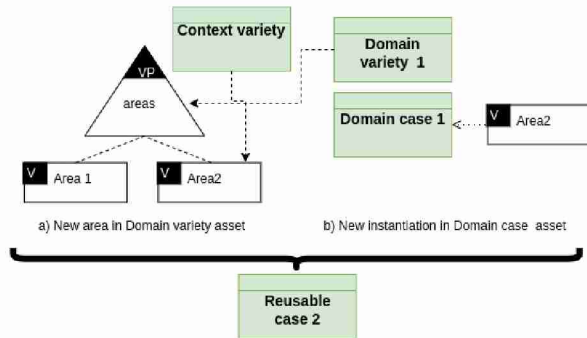 Context variety
Domain
variety 1
VP
areas
Domain case 1
V
Area2
V
Area 1
V
Area2
a) New area in Domain variety asset
b) New instantiation in Domain case asset
Reusable
case 2